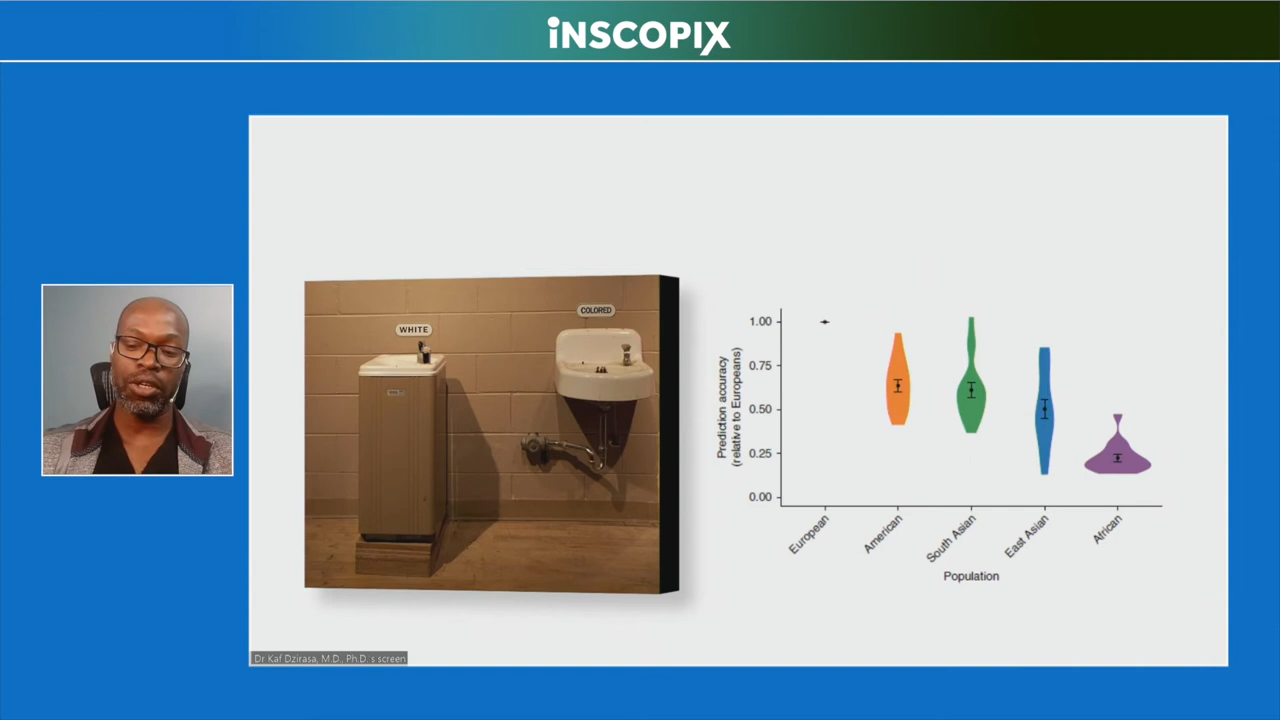 INSCOPIX
WHITE
COLORED
1.00
0.75
0.50
0.25
0.00
Prediction accuracy
(relative to Europeans)
European
American
South Asian
East Asian
African
Population
Dr Kaf Dzirasa, M.D., Ph.D.'s screen